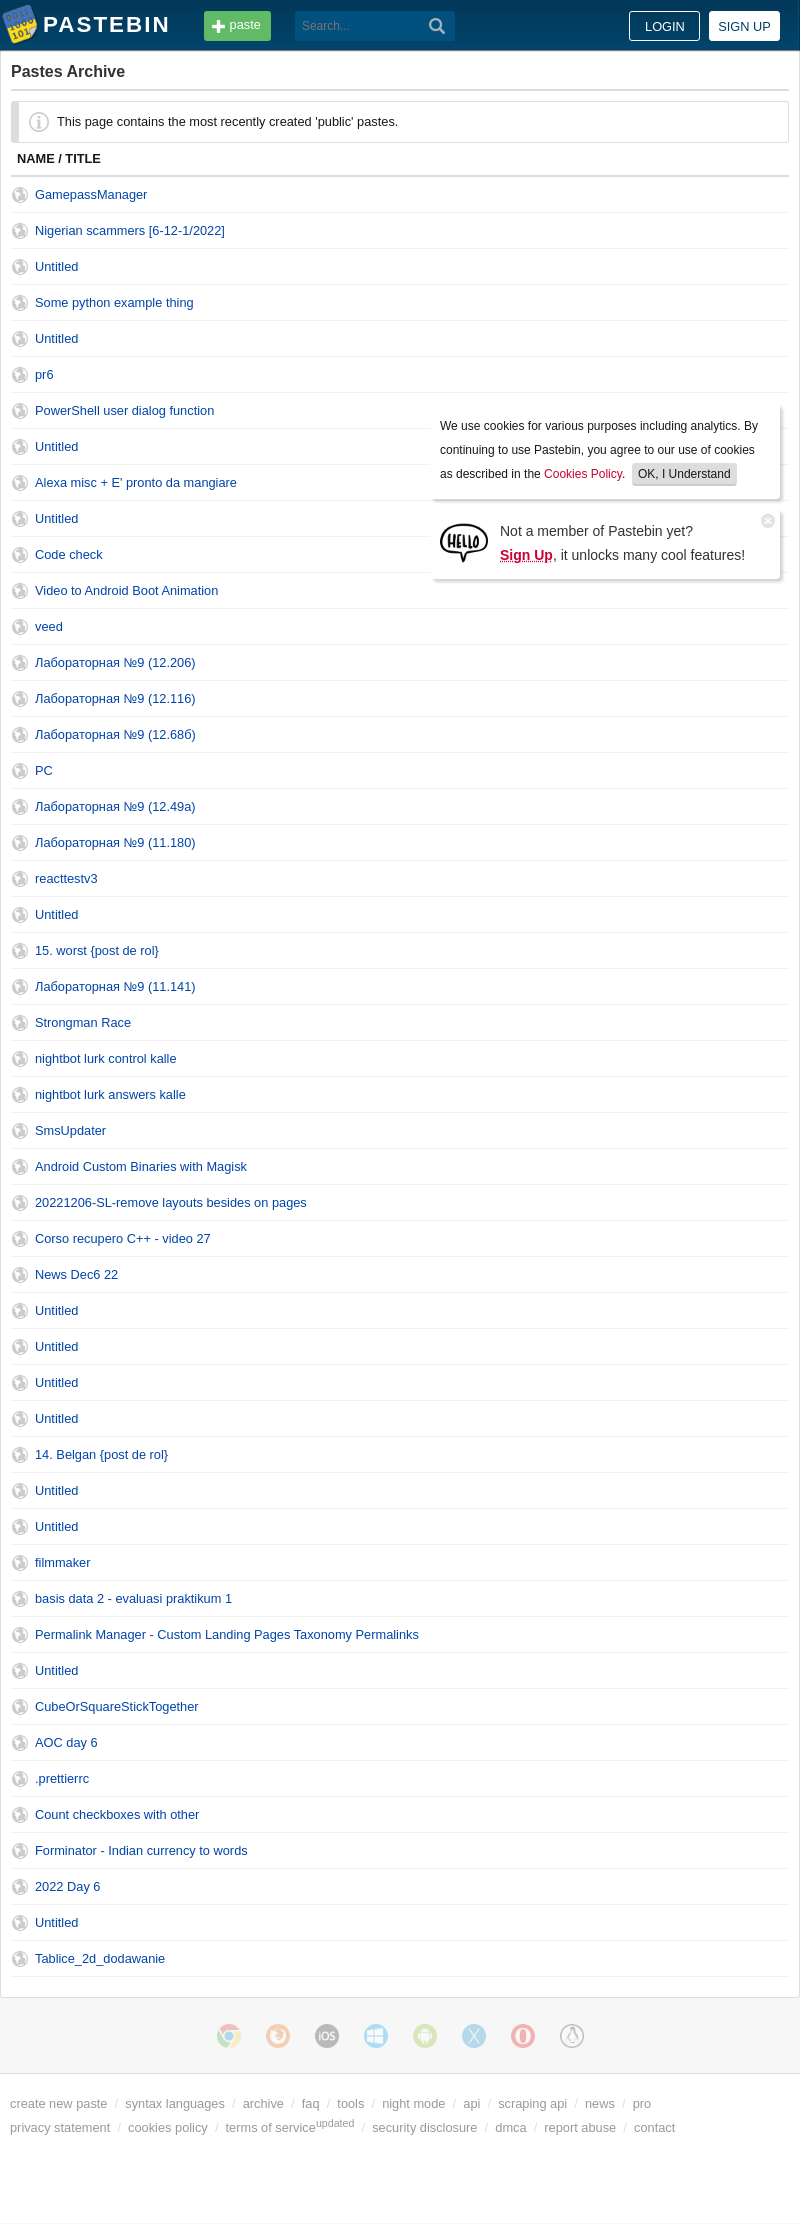 PASTEBIN
paste
Search...
LOGIN
SIGN UP
Pastes Archive
This page contains the most recently created 'public' pastes.
NAME / TITLE
GamepassManager
Nigerian scammers [6-12-1/2022]
Untitled
Some python example thing
Untitled
pr6
PowerShell user dialog function
Untitled
Alexa misc + E' pronto da mangiare
Untitled
Code check
Video to Android Boot Animation
We use cookies for various purposes including analytics. By
continuing to use Pastebin, you agree to our use of cookies
as described in the Cookies Policy. OK, I Understand
HELLO
Not a member of Pastebin yet?
Sign Up, it unlocks many cool features!
veed
Лабораторная №9 (12.206)
Лабораторная №9 (12.116)
Лабораторная №9 (12.68б)
PC
Лабораторная №9 (12.49а)
Лабораторная №9 (11.180)
reacttestv3
Untitled
15. worst {post de rol}
Лабораторная №9 (11.141)
Strongman Race
nightbot lurk control kalle
nightbot lurk answers kalle
SmsUpdater
Android Custom Binaries with Magisk
20221206-SL-remove layouts besides on pages
Corso recupero C++ - video 27
News Dec6 22
Untitled
Untitled
Untitled
Untitled
14. Belgan {post de rol}
Untitled
Untitled
filmmaker
basis data 2 - evaluasi praktikum 1
Permalink Manager - Custom Landing Pages Taxonomy Permalinks
Untitled
CubeOrSquareStickTogether
AOC day 6
.prettierrc
Count checkboxes with other
Forminator - Indian currency to words
2022 Day 6
Untitled
Tablice_2d_dodawanie
iOS
create new paste / syntax languages / archive / faq / tools / night mode / api / scraping api / news / pro
privacy statement / cookies policy / terms of service updated / security disclosure / dmca / report abuse / contact